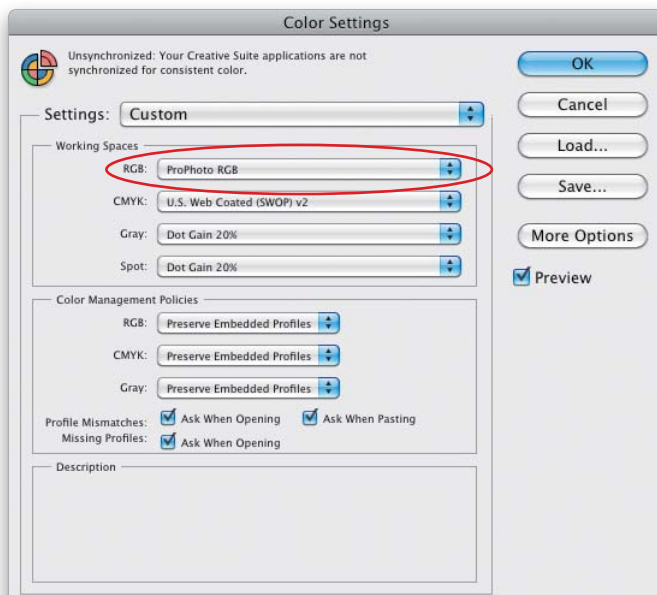 Color Settings
Unsynchronized: Your Creative Suite applications are not
synchronized for consistent color.
Settings: Custom
Working Spaces
RGB: ProPhoto RGB
CMYK: U.S. Web Coated (SWOP) v2
Gray: Dot Gain 20%
Spot: Dot Gain 20%
Color Management Policies
RGB: Preserve Embedded Profiles
CMYK: Preserve Embedded Profiles
Gray: Preserve Embedded Profiles
Profile Mismatches: Ask When Opening Ask When Pasting
Missing Profiles: Ask When Opening
Description
OK
Cancel
Load...
Save...
More Options
Preview